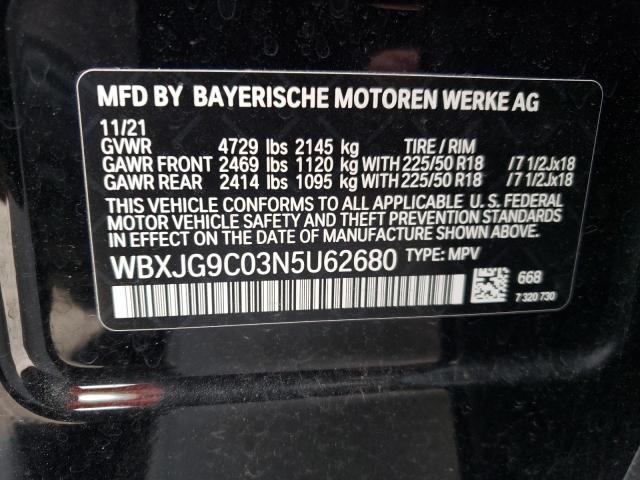 MFD BY BAYERISCHE MOTOREN WERKE AG
11/21
GVWR 4729 lbs 2145 kg TIRE / RIM
GAWR FRONT 2469 lbs 1120 kg WITH 225/50 R18 /7 1/2Jx18
GAWR REAR 2414 lbs 1095 kg WITH 225/50 R18 /7 1/2Jx18
THIS VEHICLE CONFORMS TO ALL APPLICABLE U. S. FEDERAL
MOTOR VEHICLE SAFETY AND THEFT PREVENTION STANDARDS
IN EFFECT ON THE DATE OF MANUFACTURE SHOWN ABOVE.
WBXJG9C03N5U62680 TYPE: MPV
668
7 320 730